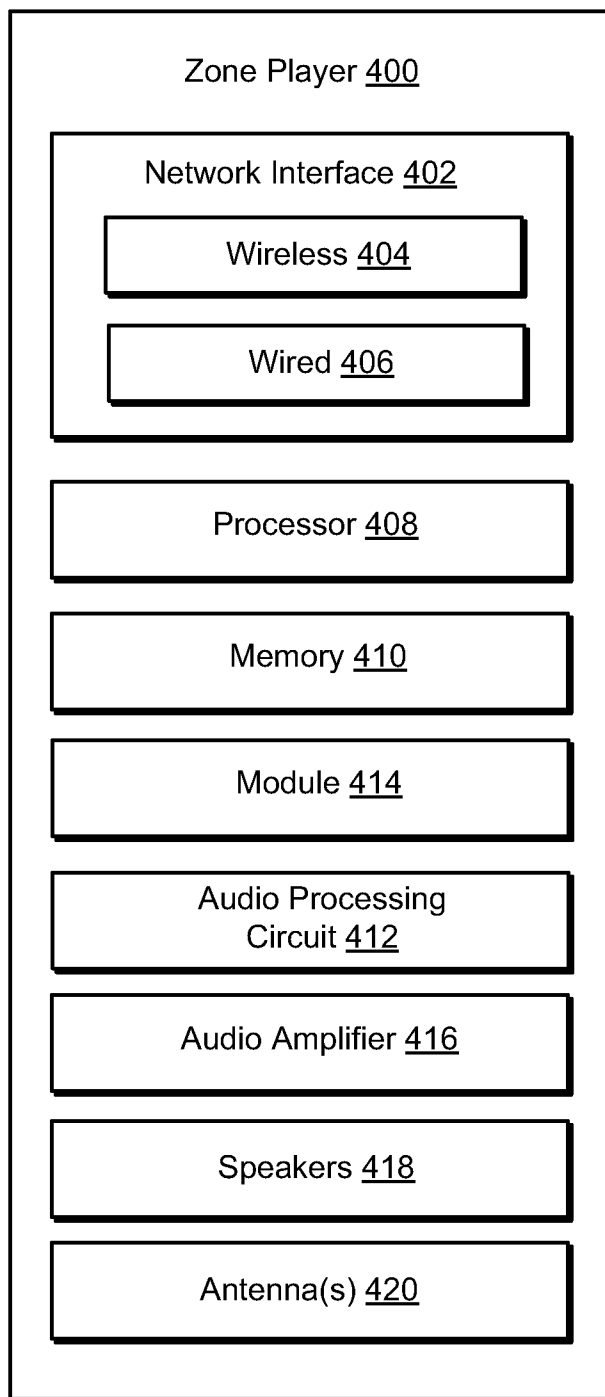 Zone Player 400
Network Interface 402
Wireless 404
Wired 406
Processor 408
Memory 410
Module 414
Audio Processing
Circuit 412
Audio Amplifier 416
Speakers 418
Antenna(s) 420